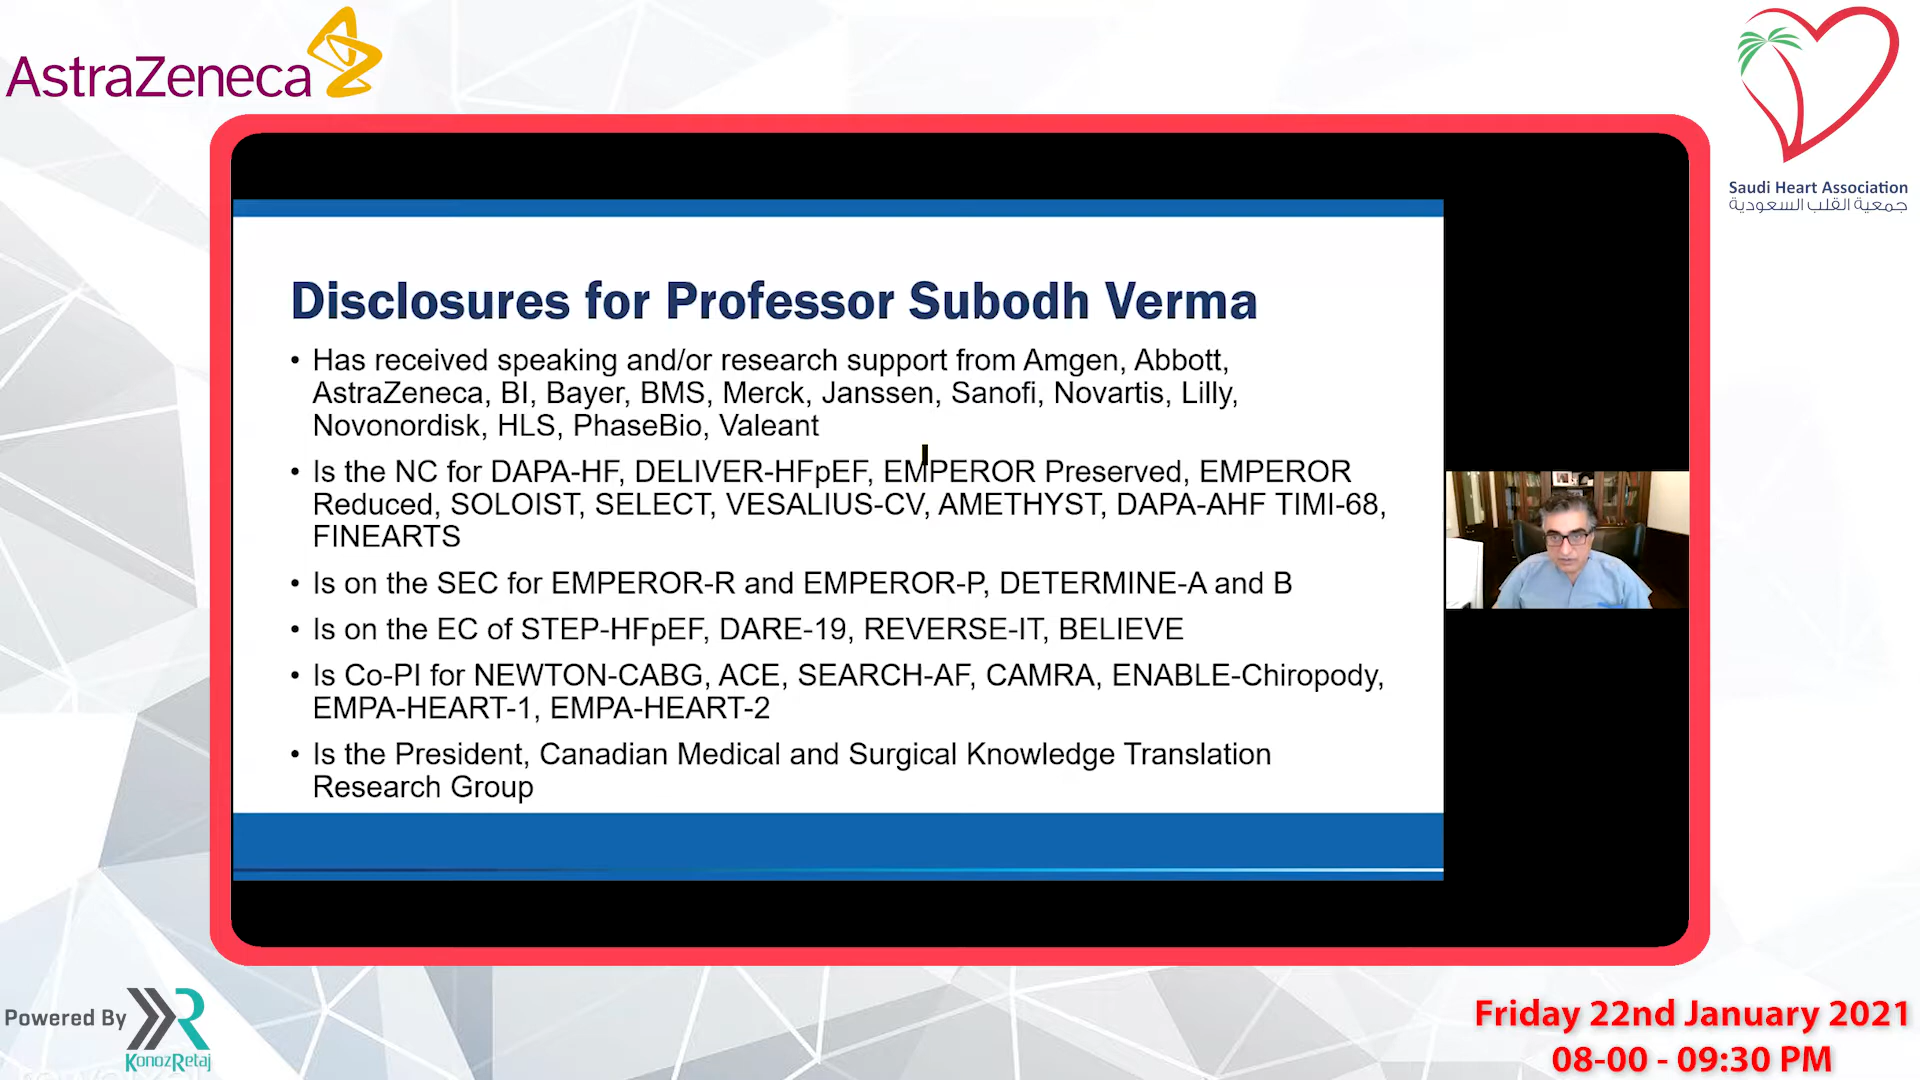 AstraZeneca
Saudi Heart Association
جمعية القلب السعودية
Disclosures for Professor Subodh Verma
• Has received speaking and/or research support from Amgen, Abbott,
AstraZeneca, BI, Bayer, BMS, Merck, Janssen, Sanofi, Novartis, Lilly,
Novonordisk, HLS, PhaseBio, Valeant
• Is the NC for DAPA-HF, DELIVER-HFpEF, EMPEROR Preserved, EMPEROR
Reduced, SOLOIST, SELECT, VESALIUS-CV, AMETHYST, DAPA-AHF TIMI-68,
FINEARTS
• Is on the SEC for EMPEROR-R and EMPEROR-P, DETERMINE-A and B
• Is on the EC of STEP-HFpEF, DARE-19, REVERSE-IT, BELIEVE
• Is Co-PI for NEWTON-CABG, ACE, SEARCH-AF, CAMRA, ENABLE-Chiropody,
EMPA-HEART-1, EMPA-HEART-2
• Is the President, Canadian Medical and Surgical Knowledge Translation
Research Group
Powered By
KonozRetaj
Friday 22nd January 2021
08-00 - 09:30 PM